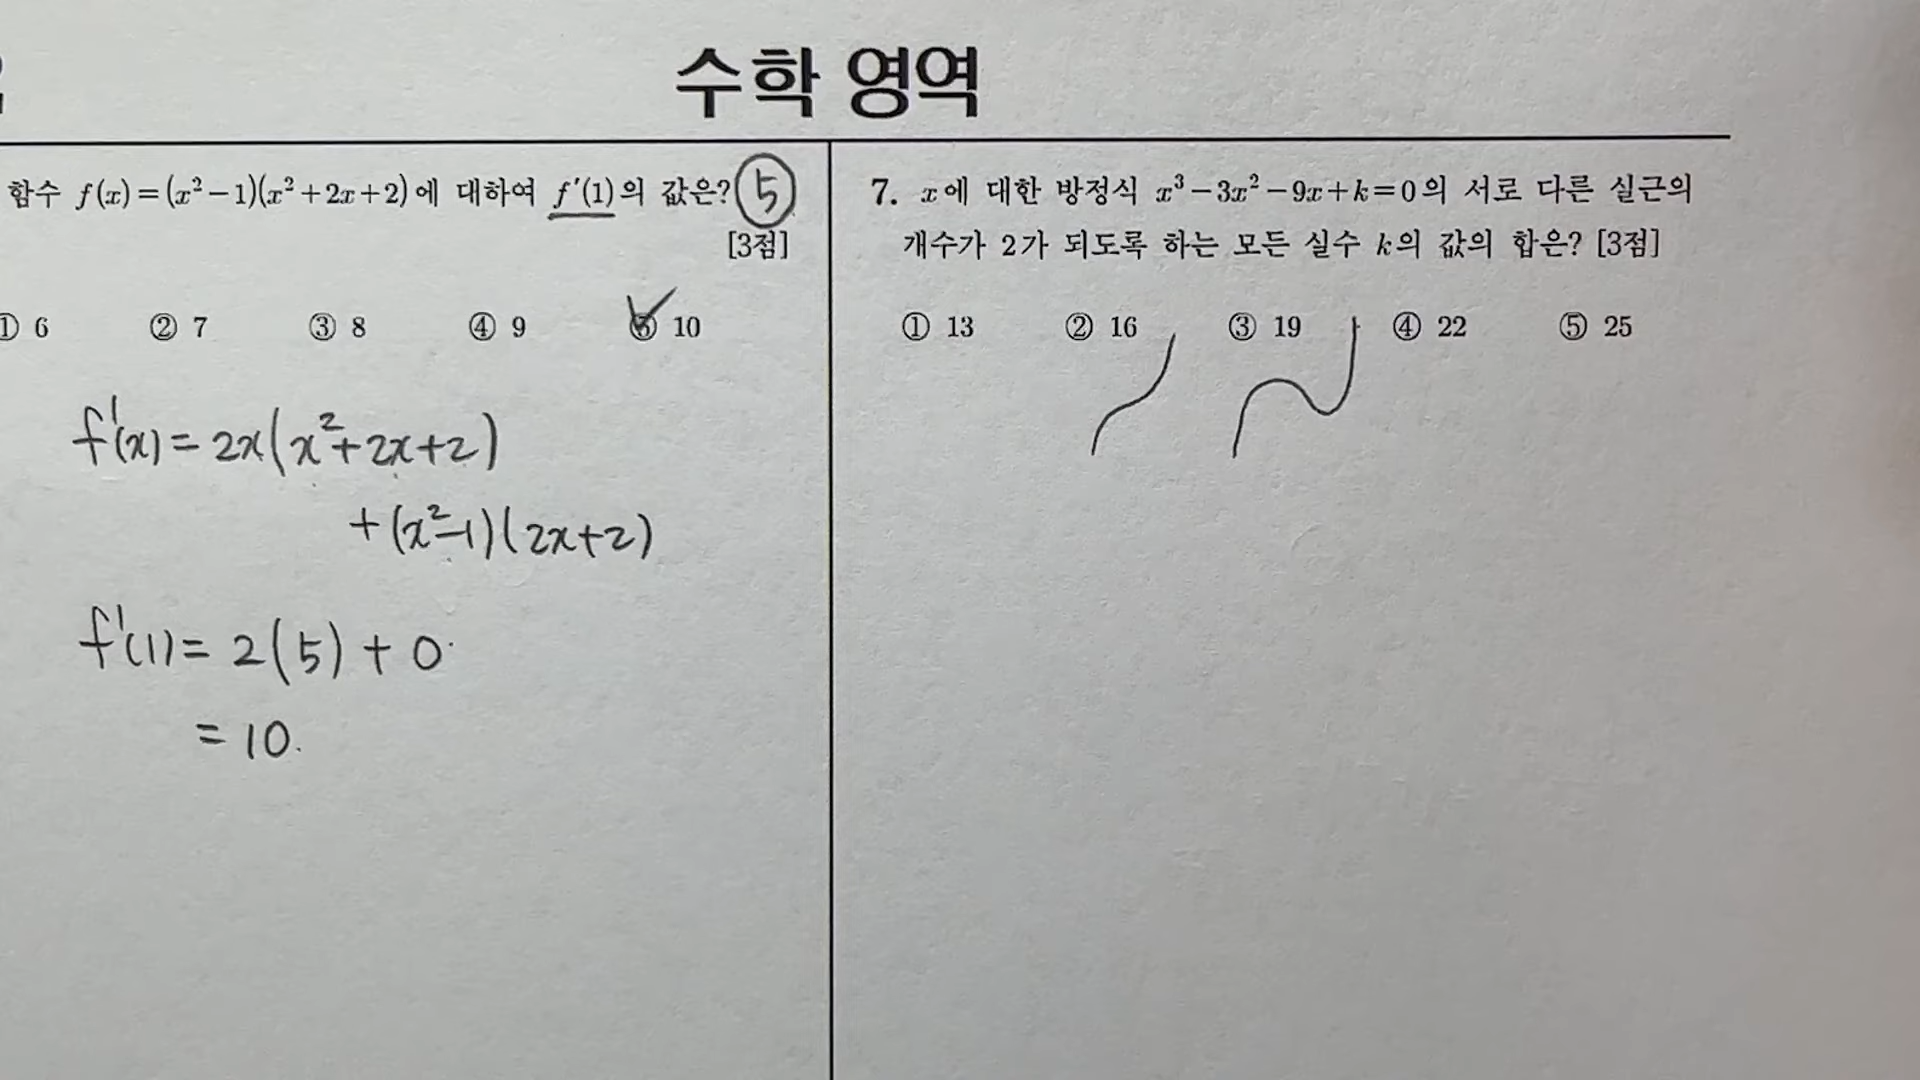 수학 영역
함수 f(x)=(x²-1)(x²+2x+2)에 대하여 f′(1)의 값은? ⑤
[3점]
① 6 ② 7 ③ 8 ④ 9 ⑤ 10
f'(x) = 2x(x²+2x+2)
+(x²-1)(2x+2)
f'(1) = 2(5) + 0.
= 10.
7. x에 대한 방정식 x³-3x²-9x+k=0의 서로 다른 실근의
개수가 2가 되도록 하는 모든 실수 k의 값의 합은? [3점]
① 13 ② 16 ③ 19 ④ 22 ⑤ 25